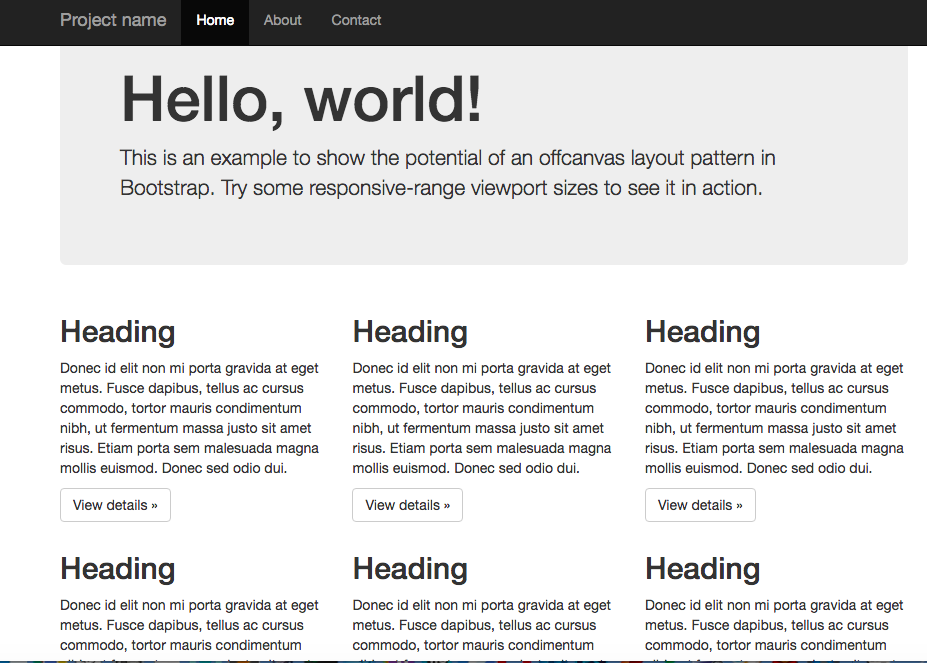 Project name Home About Contact
Hello, world!
This is an example to show the potential of an offcanvas layout pattern in
Bootstrap. Try some responsive-range viewport sizes to see it in action.
Heading
Donec id elit non mi porta gravida at eget
metus. Fusce dapibus, tellus ac cursus
commodo, tortor mauris condimentum
nibh, ut fermentum massa justo sit amet
risus. Etiam porta sem malesuada magna
mollis euismod. Donec sed odio dui.
View details »
Heading
Donec id elit non mi porta gravida at eget
metus. Fusce dapibus, tellus ac cursus
commodo, tortor mauris condimentum
nibh, ut fermentum massa justo sit amet
risus. Etiam porta sem malesuada magna
mollis euismod. Donec sed odio dui.
View details »
Heading
Donec id elit non mi porta gravida at eget
metus. Fusce dapibus, tellus ac cursus
commodo, tortor mauris condimentum
nibh, ut fermentum massa justo sit amet
risus. Etiam porta sem malesuada magna
mollis euismod. Donec sed odio dui.
View details »
Heading
Donec id elit non mi porta gravida at eget
metus. Fusce dapibus, tellus ac cursus
commodo, tortor mauris condimentum
Heading
Donec id elit non mi porta gravida at eget
metus. Fusce dapibus, tellus ac cursus
commodo, tortor mauris condimentum
Heading
Donec id elit non mi porta gravida at eget
metus. Fusce dapibus, tellus ac cursus
commodo, tortor mauris condimentum